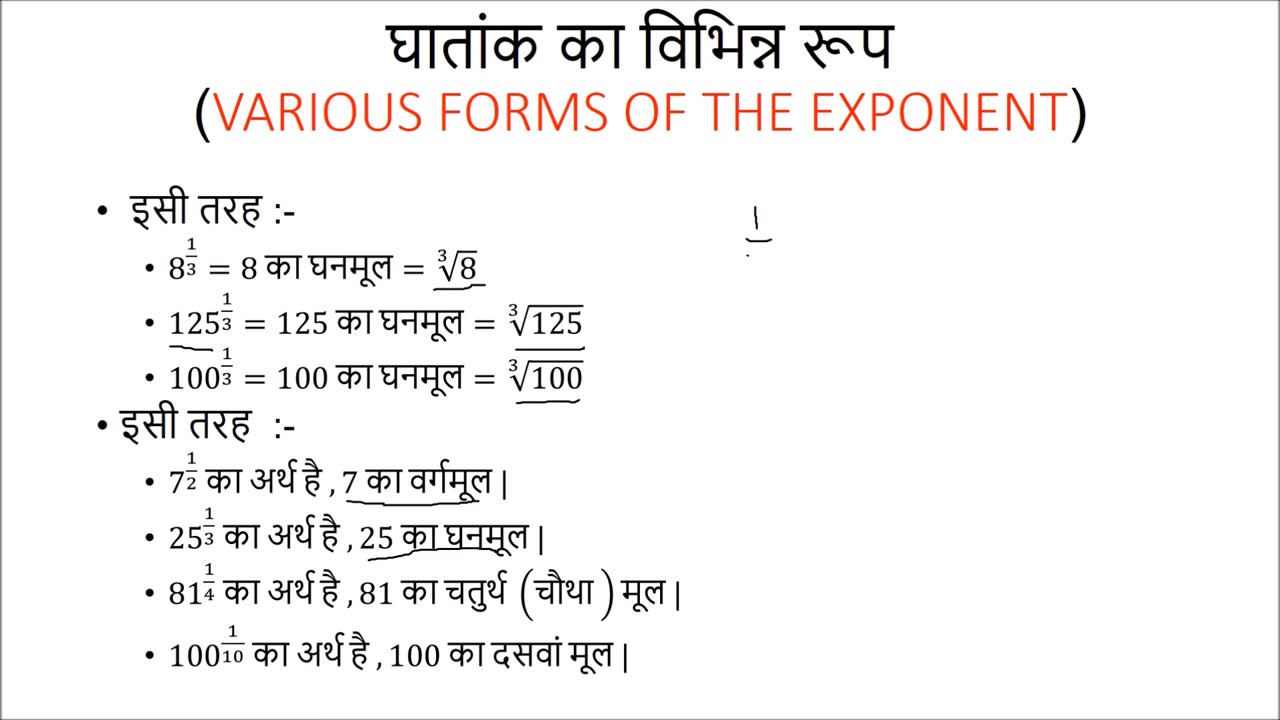 घातांक का विभिन्न रूप
(VARIOUS FORMS OF THE EXPONENT)
• इसी तरह :-
• 8^{1/3} = 8 का घनमूल = ∛8
• 125^{1/3} = 125 का घनमूल = ∛125
• 100^{1/3} = 100 का घनमूल = ∛100
• इसी तरह :-
• 7^{1/2} का अर्थ है , 7 का वर्गमूल |
• 25^{1/3} का अर्थ है , 25 का घनमूल |
• 81^{1/4} का अर्थ है , 81 का चतुर्थ (चौथा ) मूल |
• 100^{1/10} का अर्थ है , 100 का दसवां मूल |
1